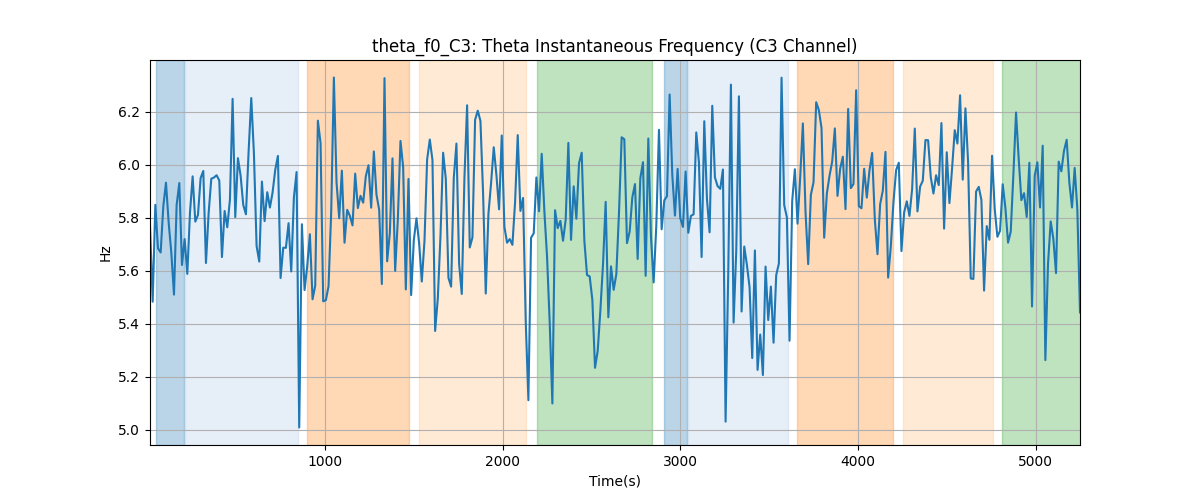 theta_f0_C3: Theta Instantaneous Frequency (C3 Channel)
Hz
6.2
6.0
5.8
5.6
5.4
5.2
5.0
1000 2000 3000 4000 5000
Time(s)